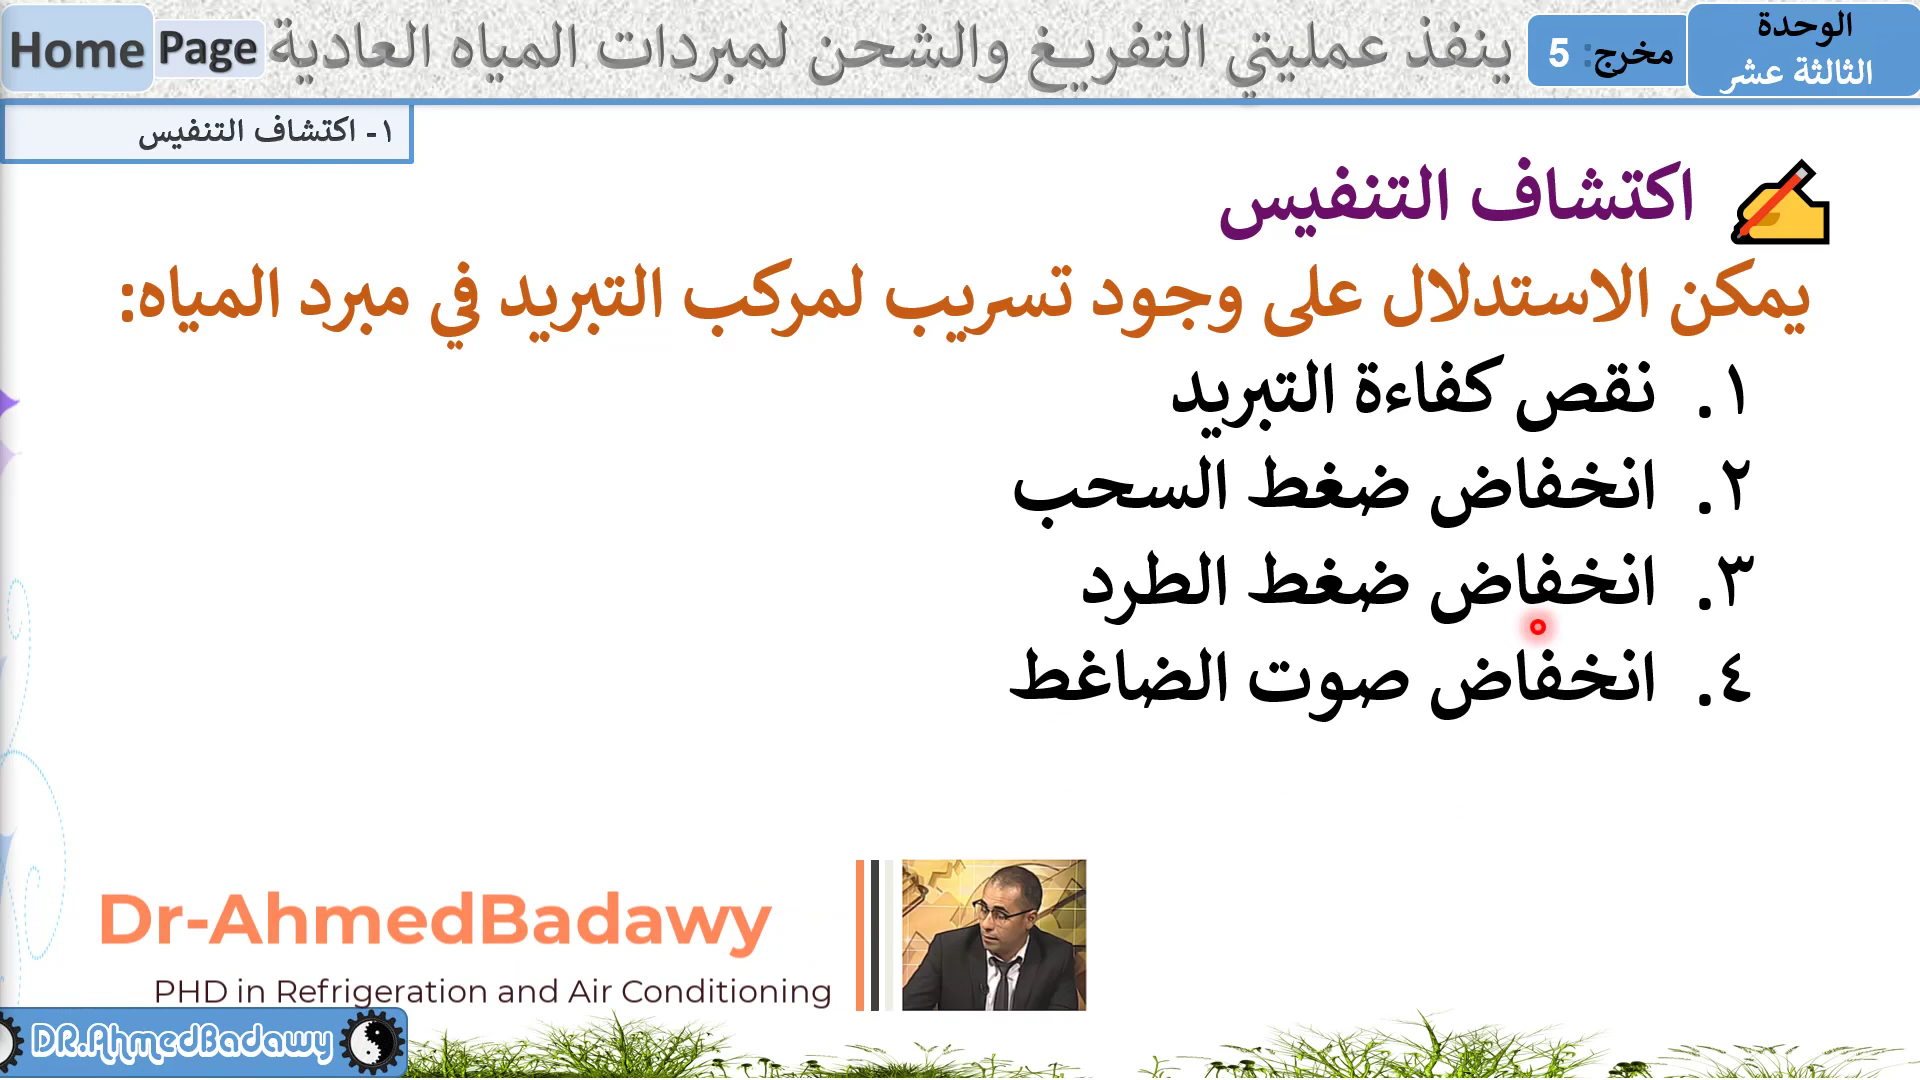 الوحدة
الثالثة عشر
مخرج: 5
ينفذ عمليتي التفريغ والشحن لمبردات المياه العادية
Home Page
١- اكتشاف التنفيس
اكتشاف التنفيس
يمكن الاستدلال على وجود تسريب لمركب التبريد في مبرد المياه:
١. نقص كفاءة التبريد
٢. انخفاض ضغط السحب
٣. انخفاض ضغط الطرد
٤. انخفاض صوت الضاغط
Dr-AhmedBadawy
PHD in Refrigeration and Air Conditioning
DR.AhmedBadawy